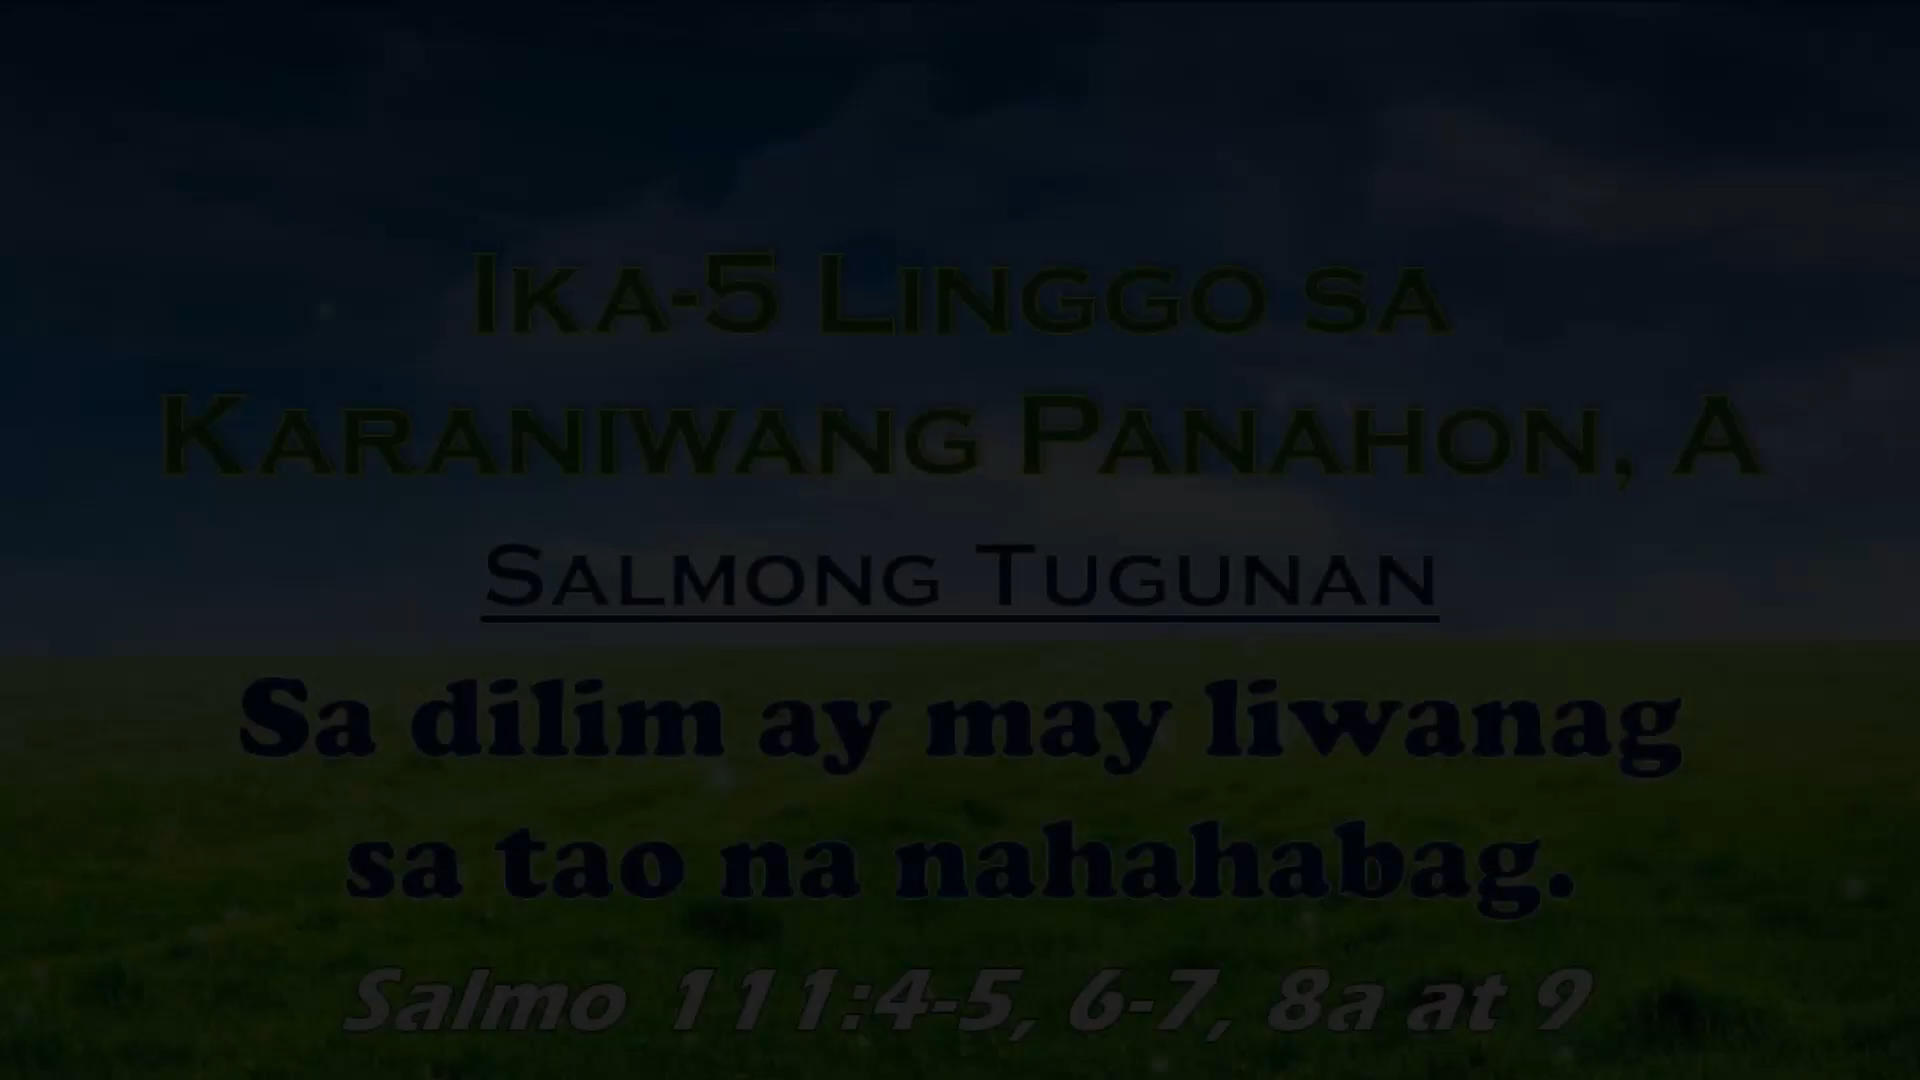 Ika-5 Linggo sa
Karaniwang Panahon, A
Salmong Tugunan
Sa dilim ay may liwanag
sa tao na nahahabag.
Salmo 111:4-5, 6-7, 8a at 9